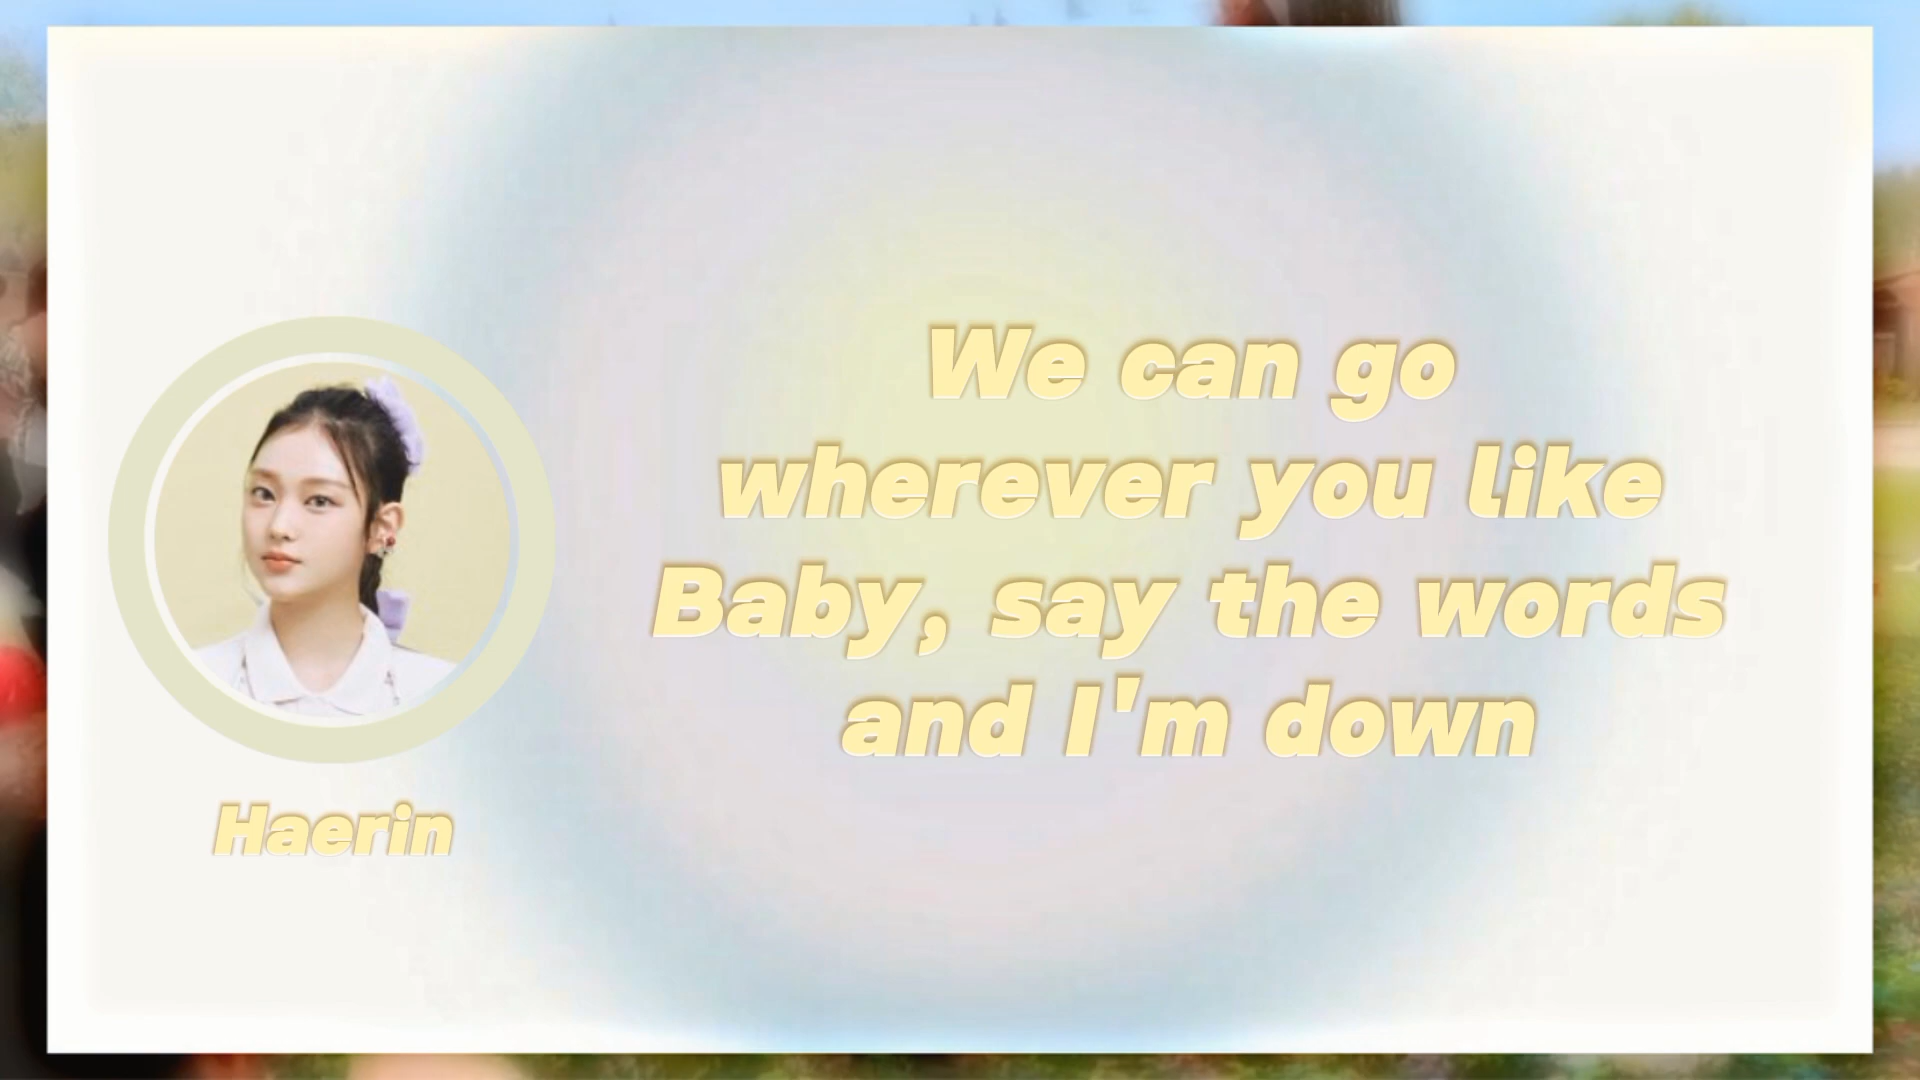 We can go
wherever you like
Baby, say the words
and I'm down
Haerin